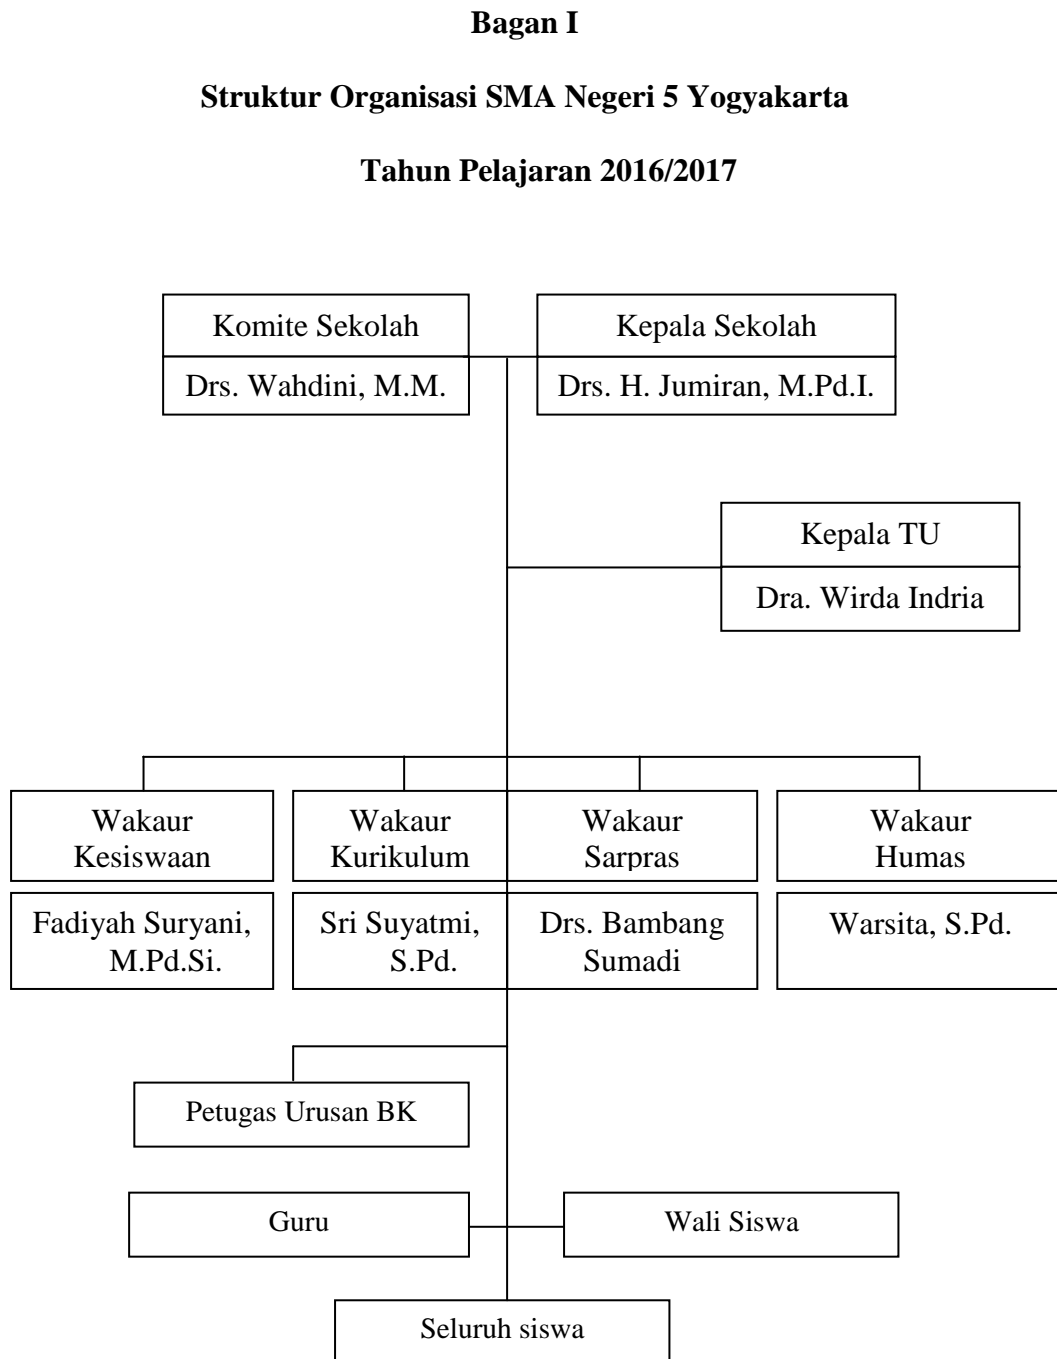 Bagan I
Struktur Organisasi SMA Negeri 5 Yogyakarta
Tahun Pelajaran 2016/2017
Komite Sekolah
Drs. Wahdini, M.M.
Kepala Sekolah
Drs. H. Jumiran, M.Pd.I.
Kepala TU
Dra. Wirda Indria
Wakaur
Kesiswaan
Wakaur
Kurikulum
Wakaur
Sarpras
Wakaur
Humas
Fadiyah Suryani,
M.Pd.Si.
Sri Suyatmi,
S.Pd.
Drs. Bambang
Sumadi
Warsita, S.Pd.
Petugas Urusan BK
Guru
Wali Siswa
Seluruh siswa